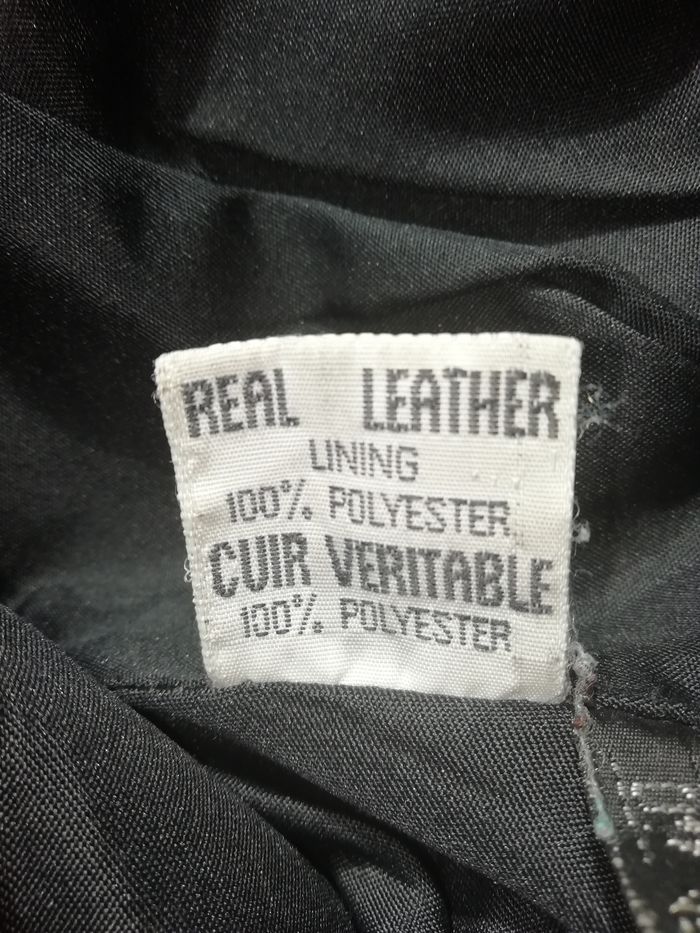 REAL LEATHER
LINING
100% POLYESTER
CUIR VERITABLE
100% POLYESTER